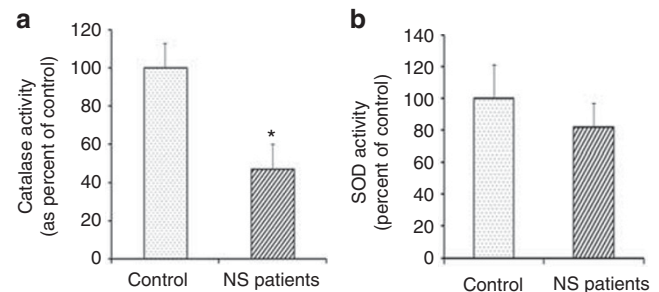 a
Catalase activity
(as percent of control)
120
100
80
60
40
20
0
*
Control NS patients
b
SOD activity
(percent of control)
140
120
100
80
60
40
20
0
Control NS patients